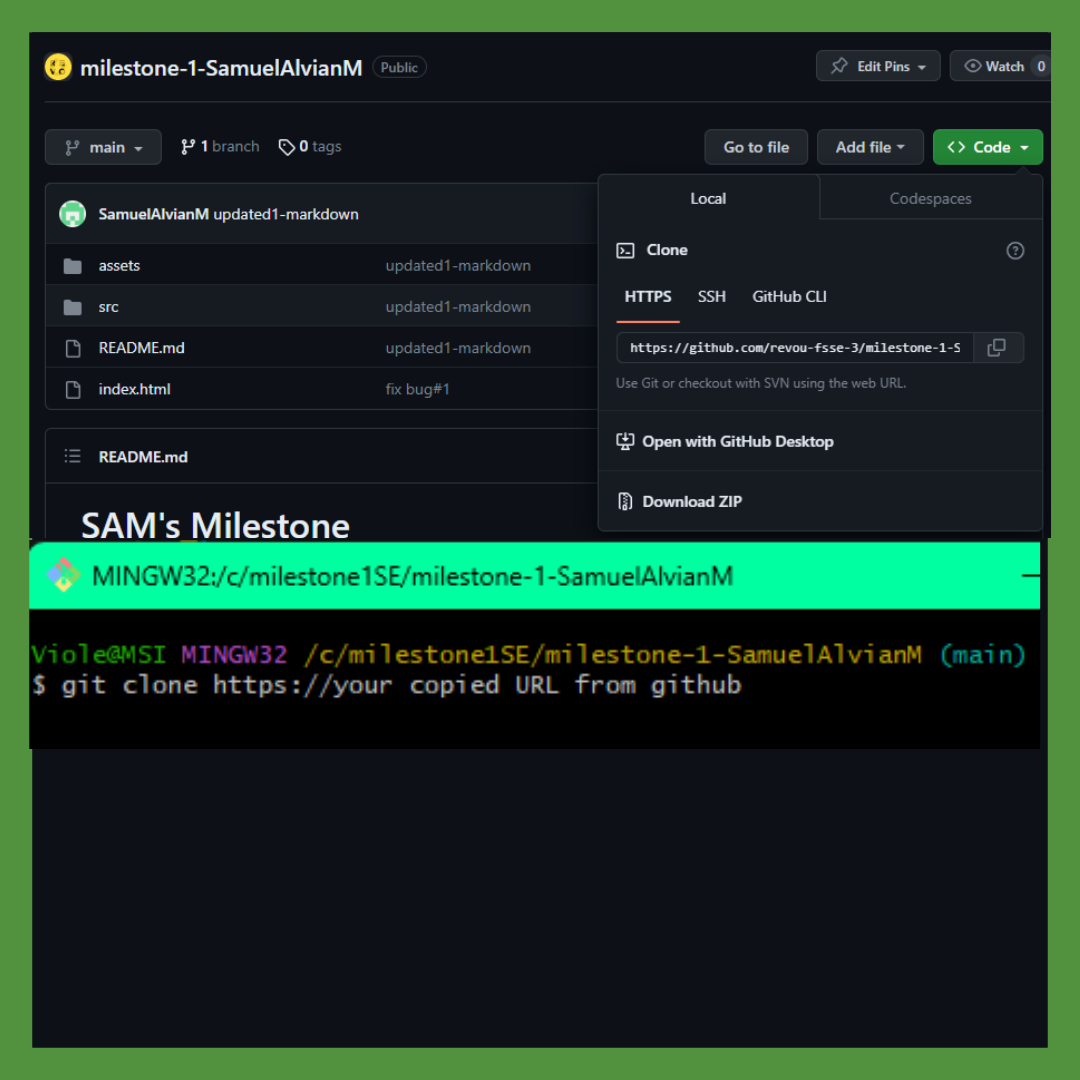 milestone-1-SamuelAlvianM Public Edit Pins Watch 0
main 1 branch 0 tags Go to file Add file Code
SamuelAlvianM updated1-markdown
assets updated1-markdown
src updated1-markdown
README.md updated1-markdown
index.html fix bug#1
README.md
SAM's Milestone
Local Codespaces
Clone
HTTPS SSH GitHub CLI
https://github.com/revou-fsse-3/milestone-1-S
Use Git or checkout with SVN using the web URL.
Open with GitHub Desktop
Download ZIP
MINGW32:/c/milestone1SE/milestone-1-SamuelAlvianM
Viole@MSI MINGW32 /c/milestone1SE/milestone-1-SamuelAlvianM (main)
$ git clone https://your copied URL from github